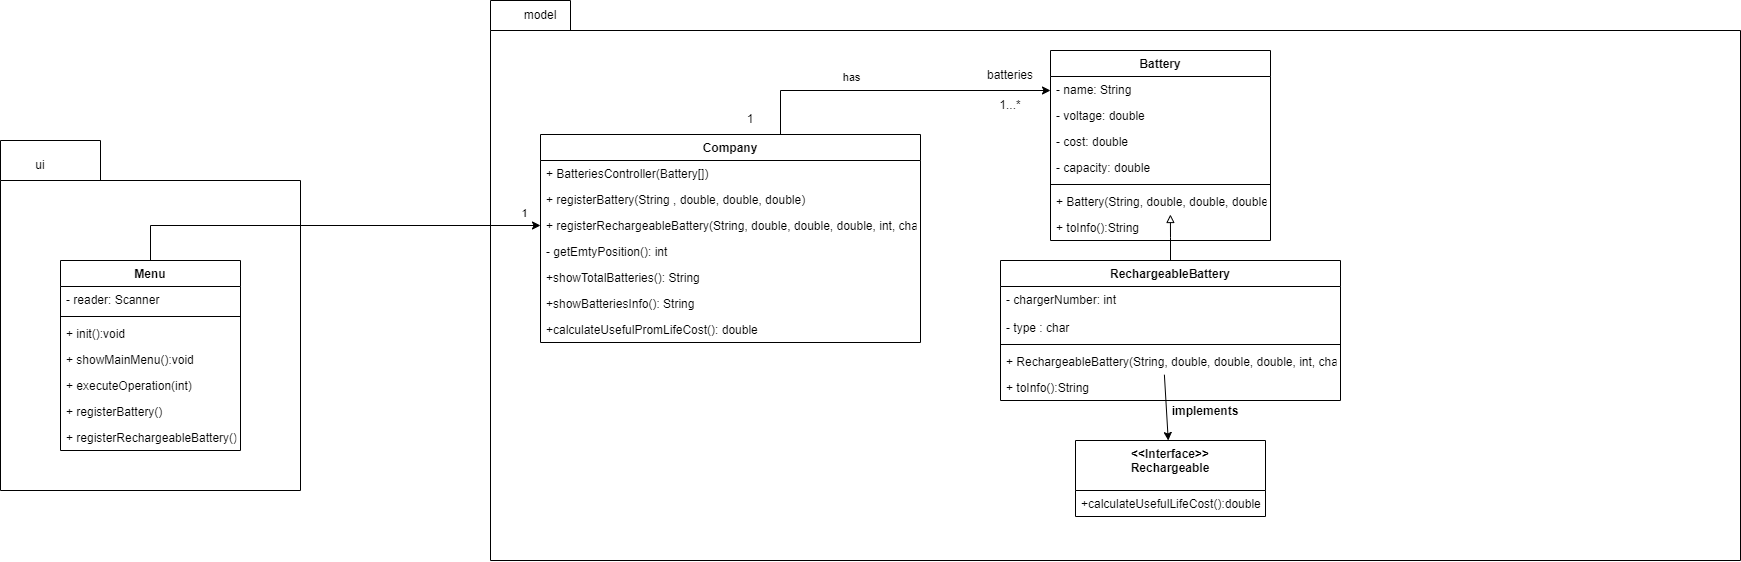 model
ui
Menu
- reader: Scanner
+ init():void
+ showMainMenu():void
+ executeOperation(int)
+ registerBattery()
+ registerRechargeableBattery()
1
has
batteries
1
1...*
Company
+ BatteriesController(Battery[])
+ registerBattery(String , double, double, double)
+ registerRechargeableBattery(String, double, double, double, int, cha
- getEmtyPosition(): int
+showTotalBatteries(): String
+showBatteriesInfo(): String
+calculateUsefulPromLifeCost(): double
Battery
- name: String
- voltage: double
- cost: double
- capacity: double
+ Battery(String, double, double, double
+ toInfo():String
RechargeableBattery
- chargerNumber: int
- type : char
+ RechargeableBattery(String, double, double, double, int, cha
+ toInfo():String
implements
<<Interface>>
Rechargeable
+calculateUsefulLifeCost():double